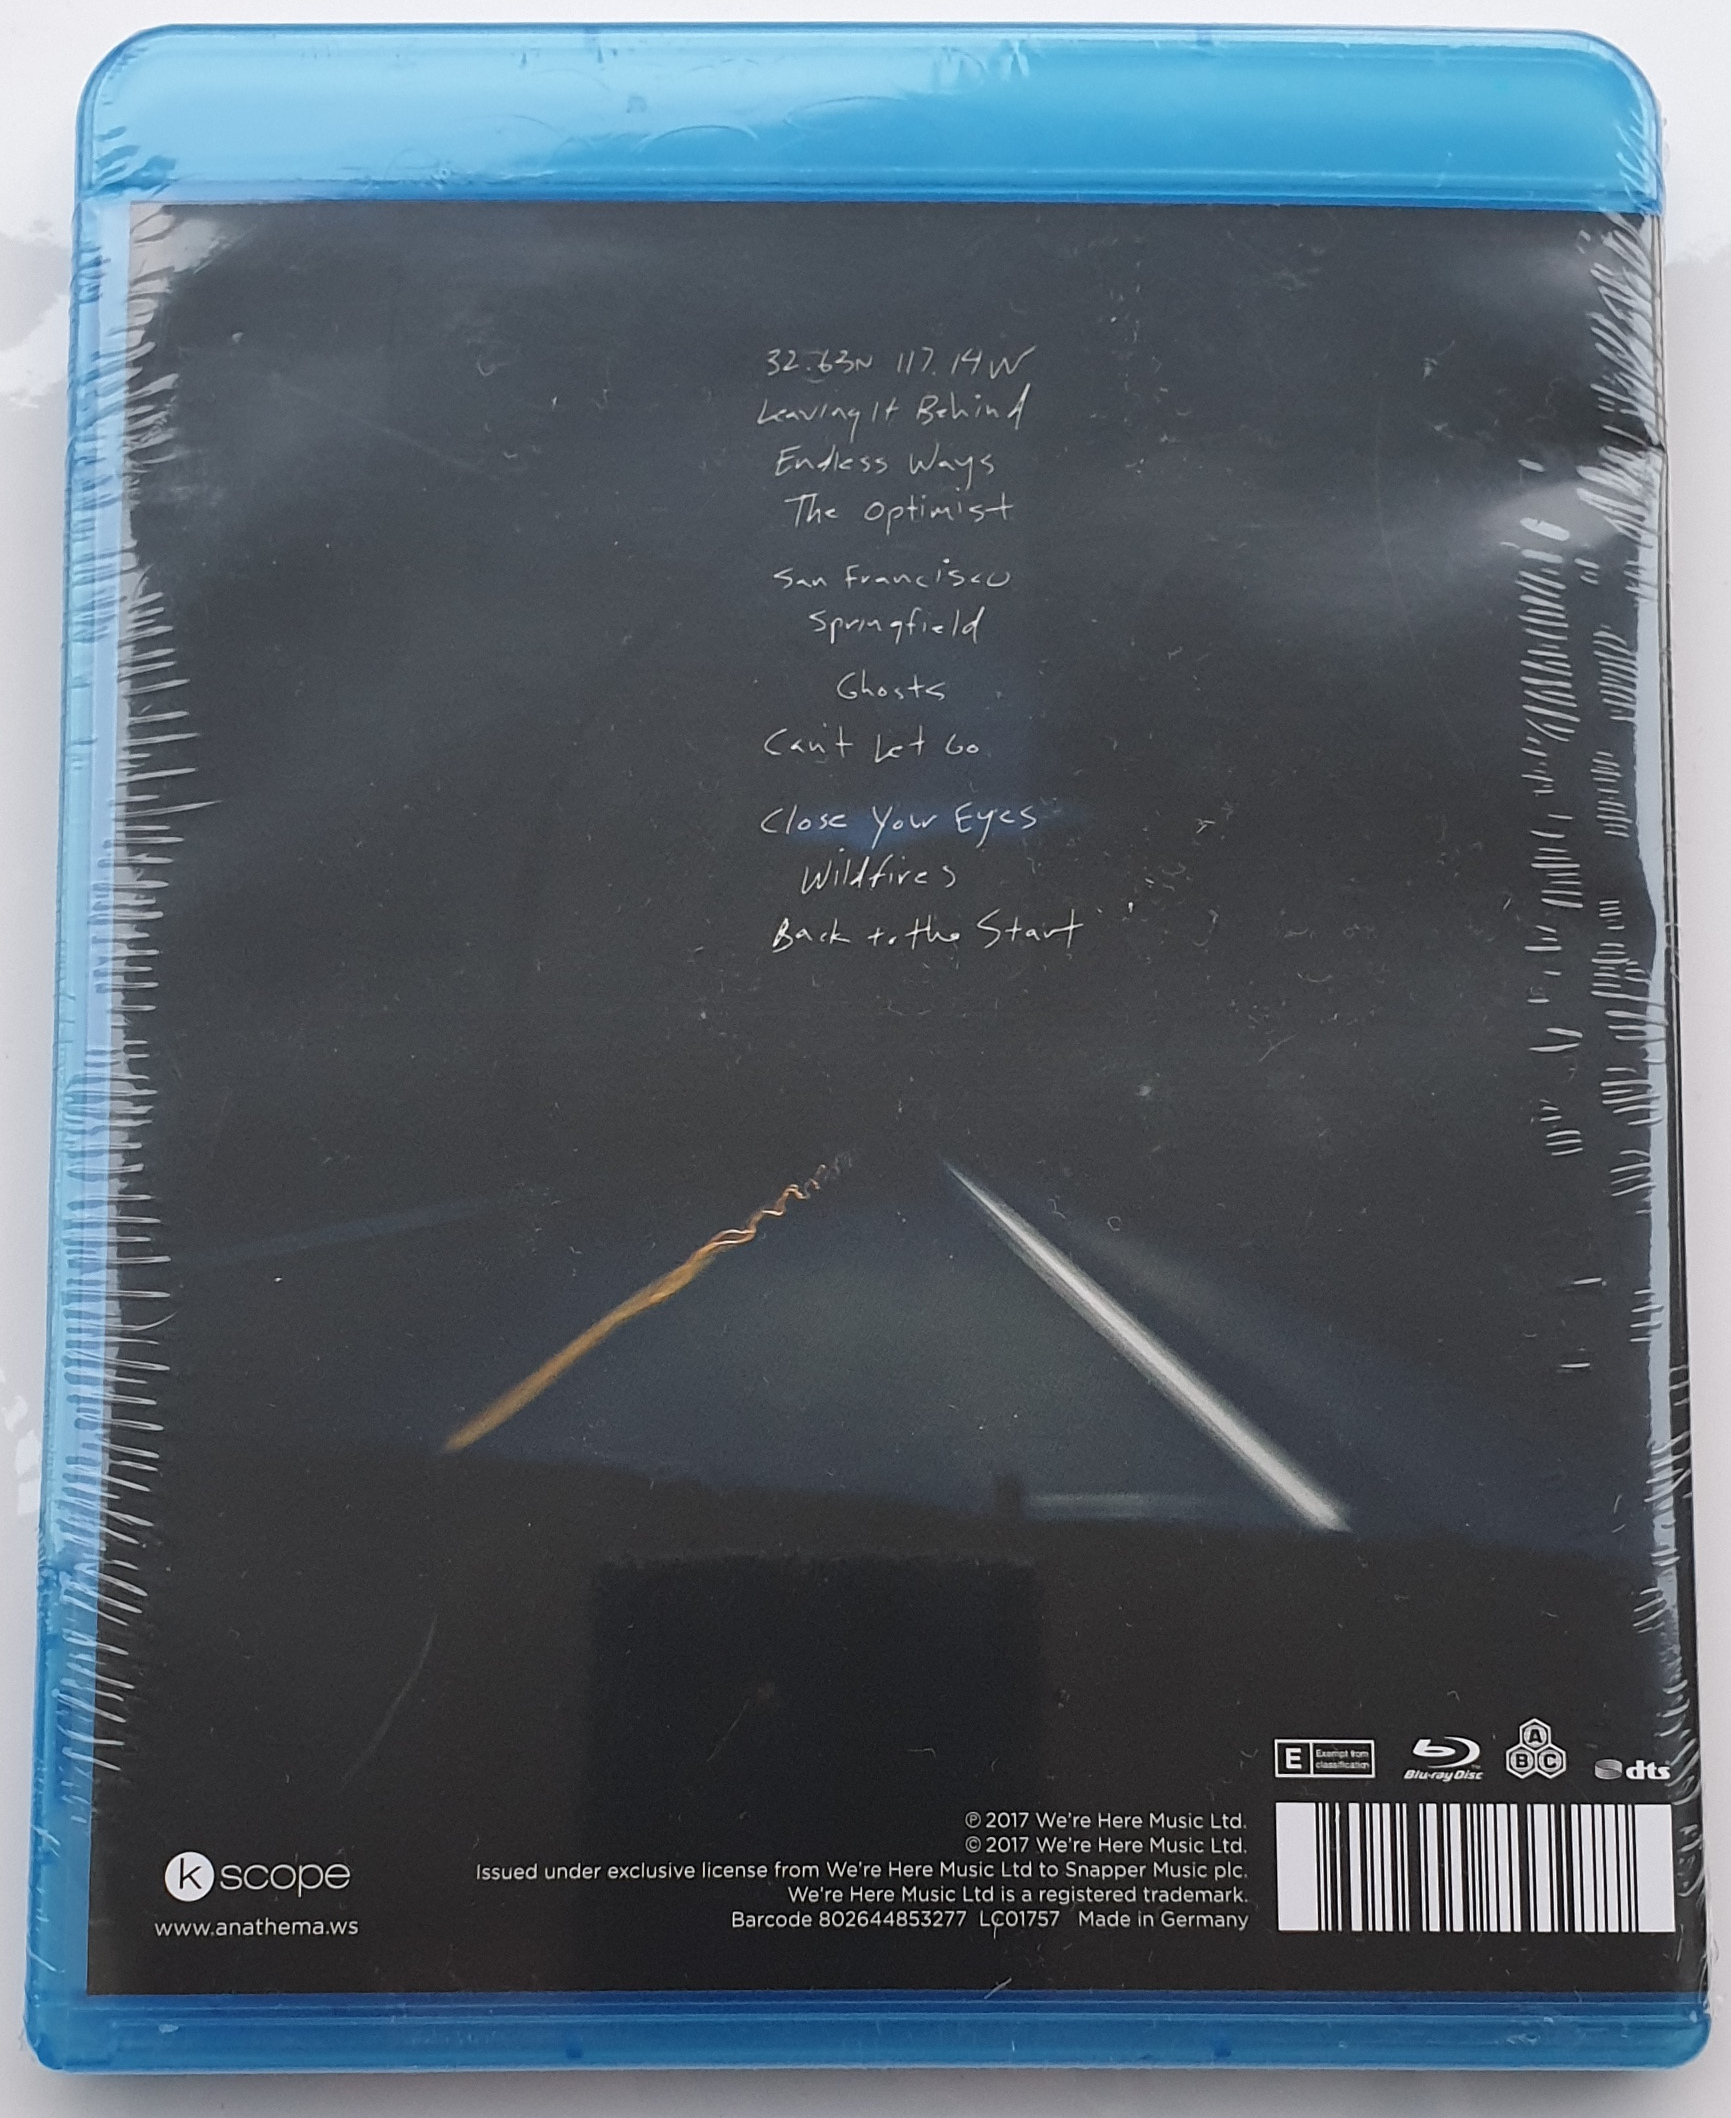 32.63N 117.14W
Leaving It Behind
Endless Ways
The Optimist
San Francisco
Springfield
Ghosts
Can't Let Go
Close Your Eyes
Wildfires
Back to the Start
E Exempt from classification
Blu-ray Disc
A B C
dts
℗ 2017 We're Here Music Ltd.
© 2017 We're Here Music Ltd.
Issued under exclusive license from We're Here Music Ltd to Snapper Music plc.
We're Here Music Ltd is a registered trademark.
Barcode 802644853277 LC01757 Made in Germany
kscope
www.anathema.ws